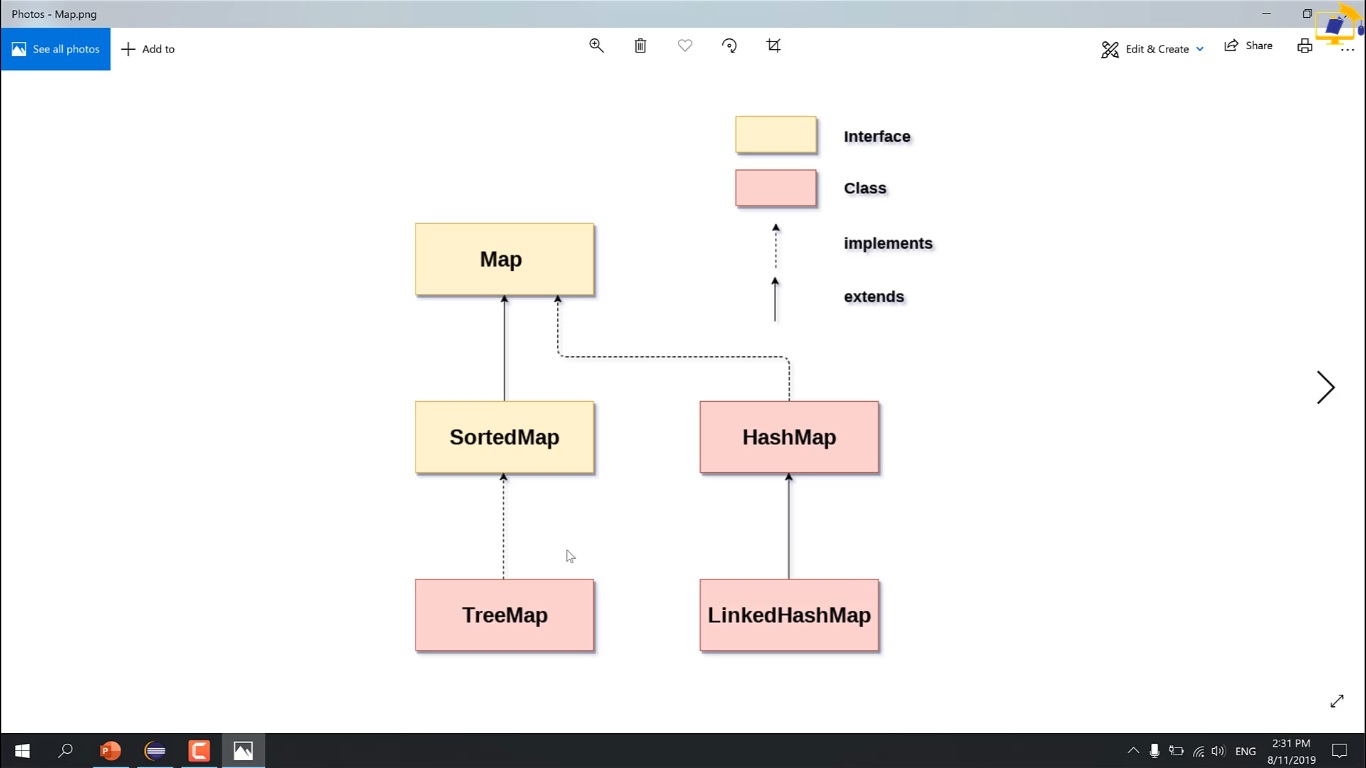 Photos - Map.png
See all photos
Add to
Edit & Create
Share
Interface
Class
implements
extends
Map
SortedMap
HashMap
TreeMap
LinkedHashMap
ENG
2:31 PM
8/11/2019